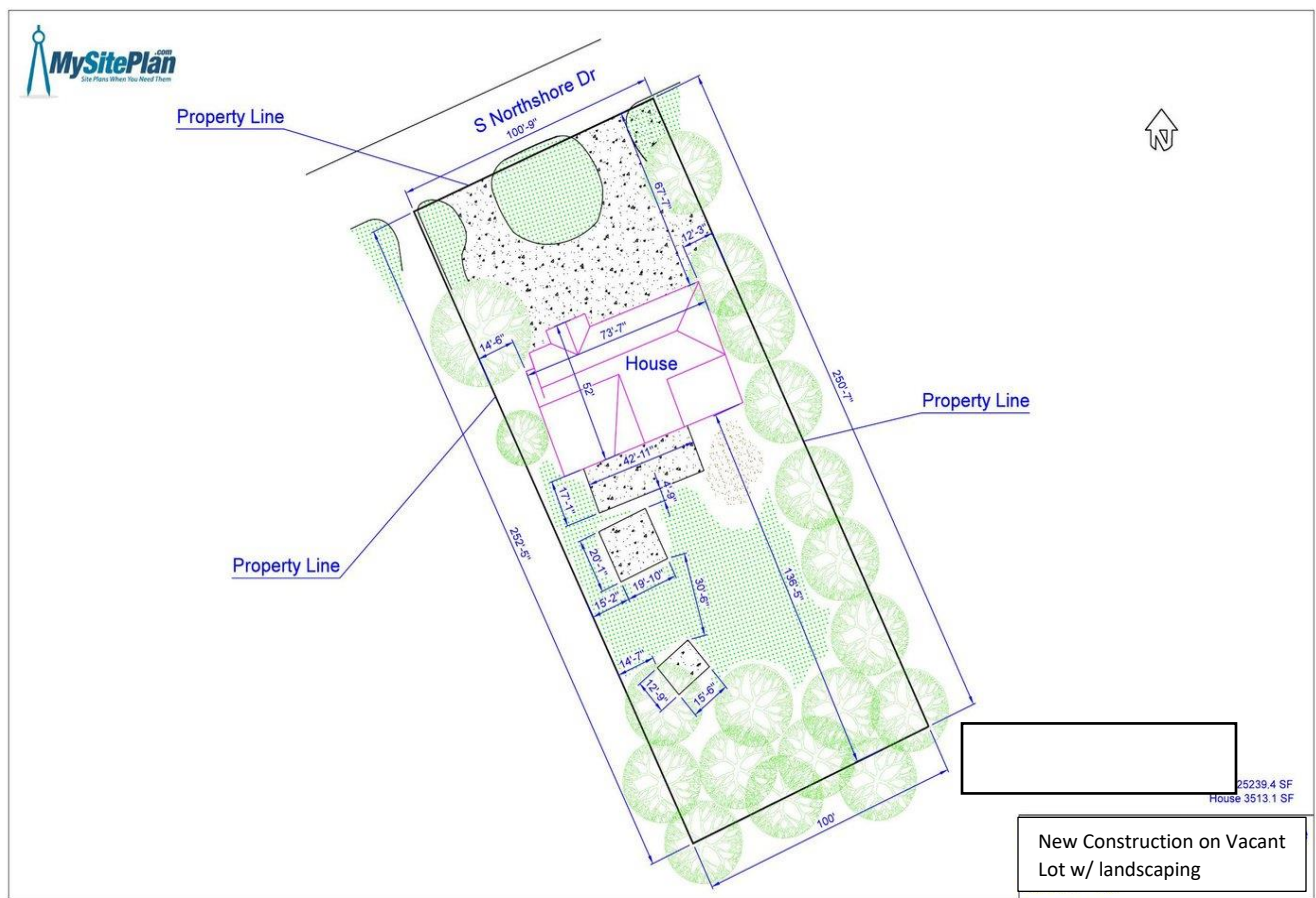 MySitePlan.com
Site Plans When You Need Them
Property Line
S Northshore Dr
100'-9"
67'-7"
12'-3"
N
14'-6"
73'-7"
House
52'
250'-7"
Property Line
42'-11"
17'-1"
4'-9"
252'-5"
Property Line
20'-1"
19'-10"
15'-2"
30'-6"
136'-5"
14'-7"
12'-9"
15'-6"
100'
25239.4 SF
House 3513.1 SF
New Construction on Vacant
Lot w/ landscaping